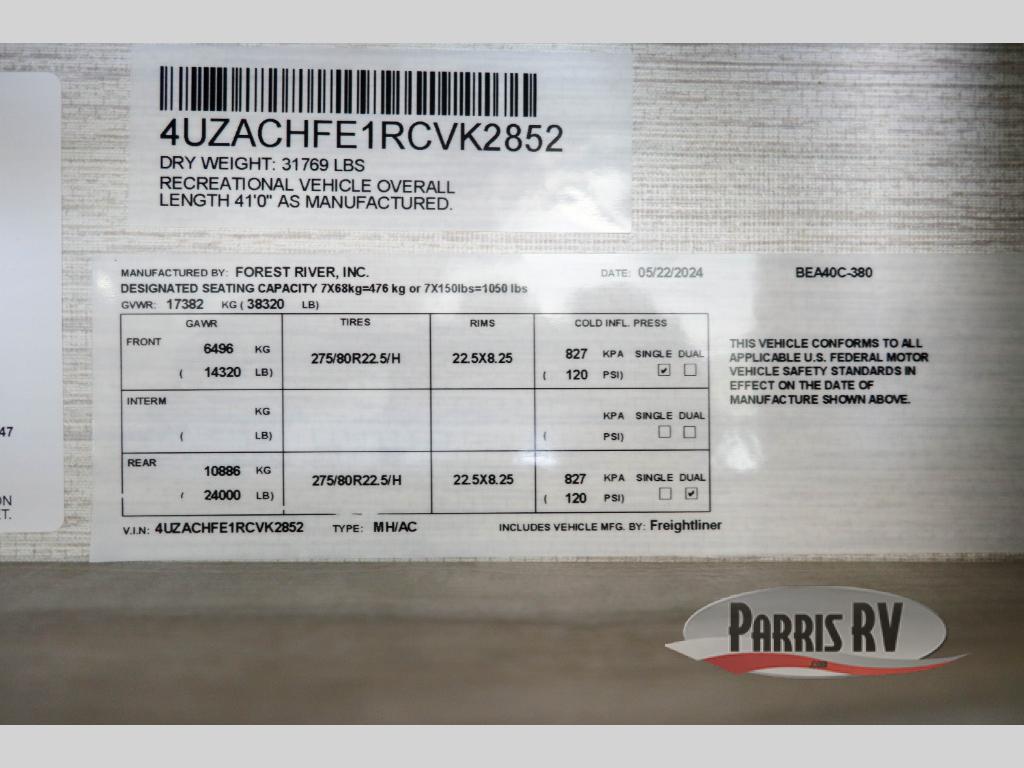 4UZACHFE1RCVK2852
DRY WEIGHT: 31769 LBS
RECREATIONAL VEHICLE OVERALL
LENGTH 41'0" AS MANUFACTURED.
MANUFACTURED BY: FOREST RIVER, INC. DATE: 05/22/2024 BEA40C-380
DESIGNATED SEATING CAPACITY 7X68kg=476 kg or 7X150lbs=1050 lbs
GVWR: 17382 KG ( 38320 LB)
GAWR TIRES RIMS COLD INFL. PRESS
FRONT 6496 KG 275/80R22.5/H 22.5X8.25 827 KPA SINGLE DUAL
( 14320 LB) ( 120 PSI)
INTERM KG KPA SINGLE DUAL
( LB) ( PSI)
REAR 10886 KG 275/80R22.5/H 22.5X8.25 827 KPA SINGLE DUAL
( 24000 LB) ( 120 PSI)
V.I.N: 4UZACHFE1RCVK2852 TYPE: MH/AC INCLUDES VEHICLE MFG. BY: Freightliner
THIS VEHICLE CONFORMS TO ALL
APPLICABLE U.S. FEDERAL MOTOR
VEHICLE SAFETY STANDARDS IN
EFFECT ON THE DATE OF
MANUFACTURE SHOWN ABOVE.
47
ON
T.
PARRIS RV
.com